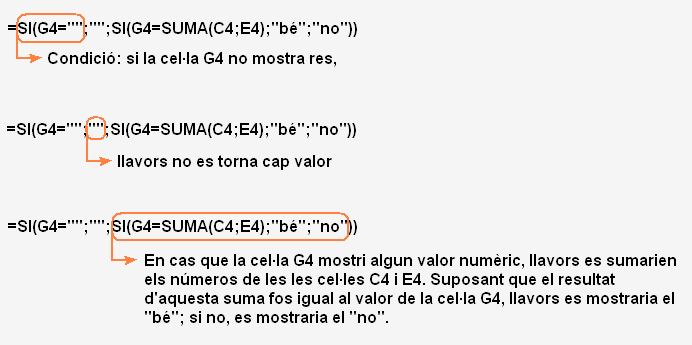 =SI(G4="";"";SI(G4=SUMA(C4;E4);"bé";"no"))
Condició: si la cel·la G4 no mostra res,
=SI(G4="";"";SI(G4=SUMA(C4;E4);"bé";"no"))
llavors no es torna cap valor
=SI(G4="";"";SI(G4=SUMA(C4;E4);"bé";"no"))
En cas que la cel·la G4 mostri algun valor numèric, llavors es sumarien
els números de les les cel·les C4 i E4. Suposant que el resultat
d'aquesta suma fos igual al valor de la cel·la G4, llavors es mostraria el
"bé"; si no, es mostraria el "no".